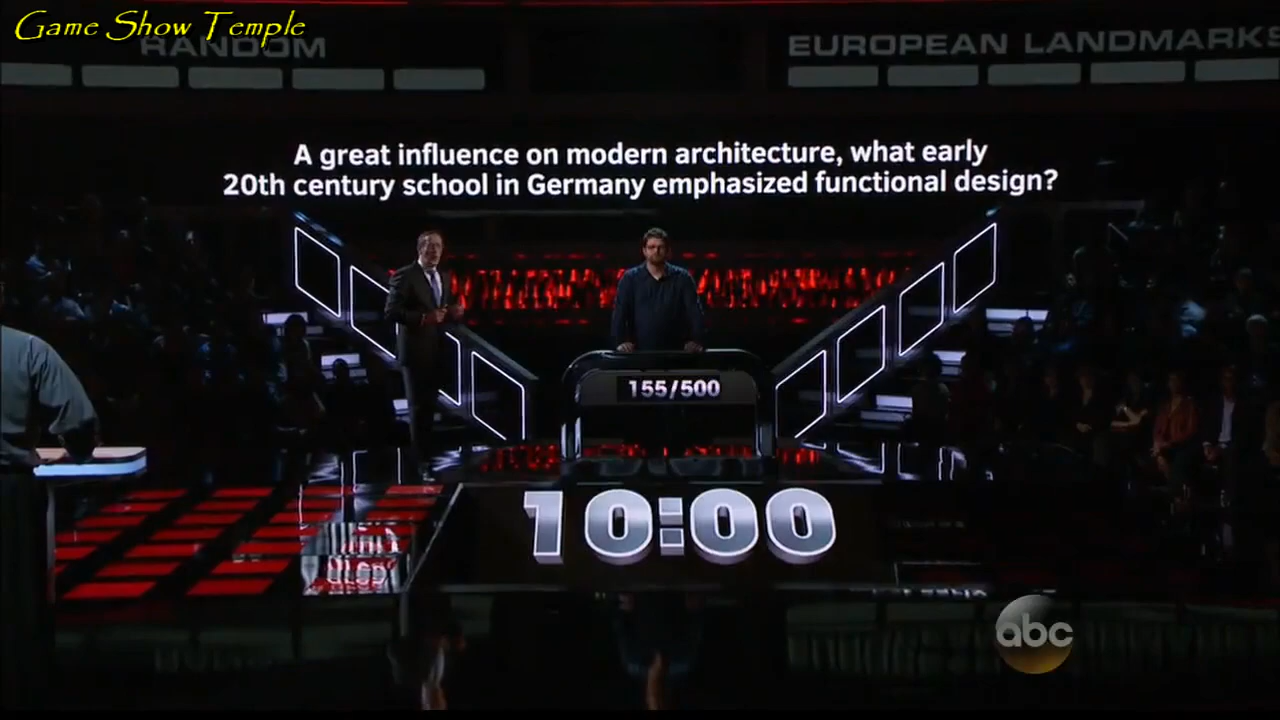 Game Show Temple
RANDOM
EUROPEAN LANDMARKS
A great influence on modern architecture, what early
20th century school in Germany emphasized functional design?
155/500
10:00
abc